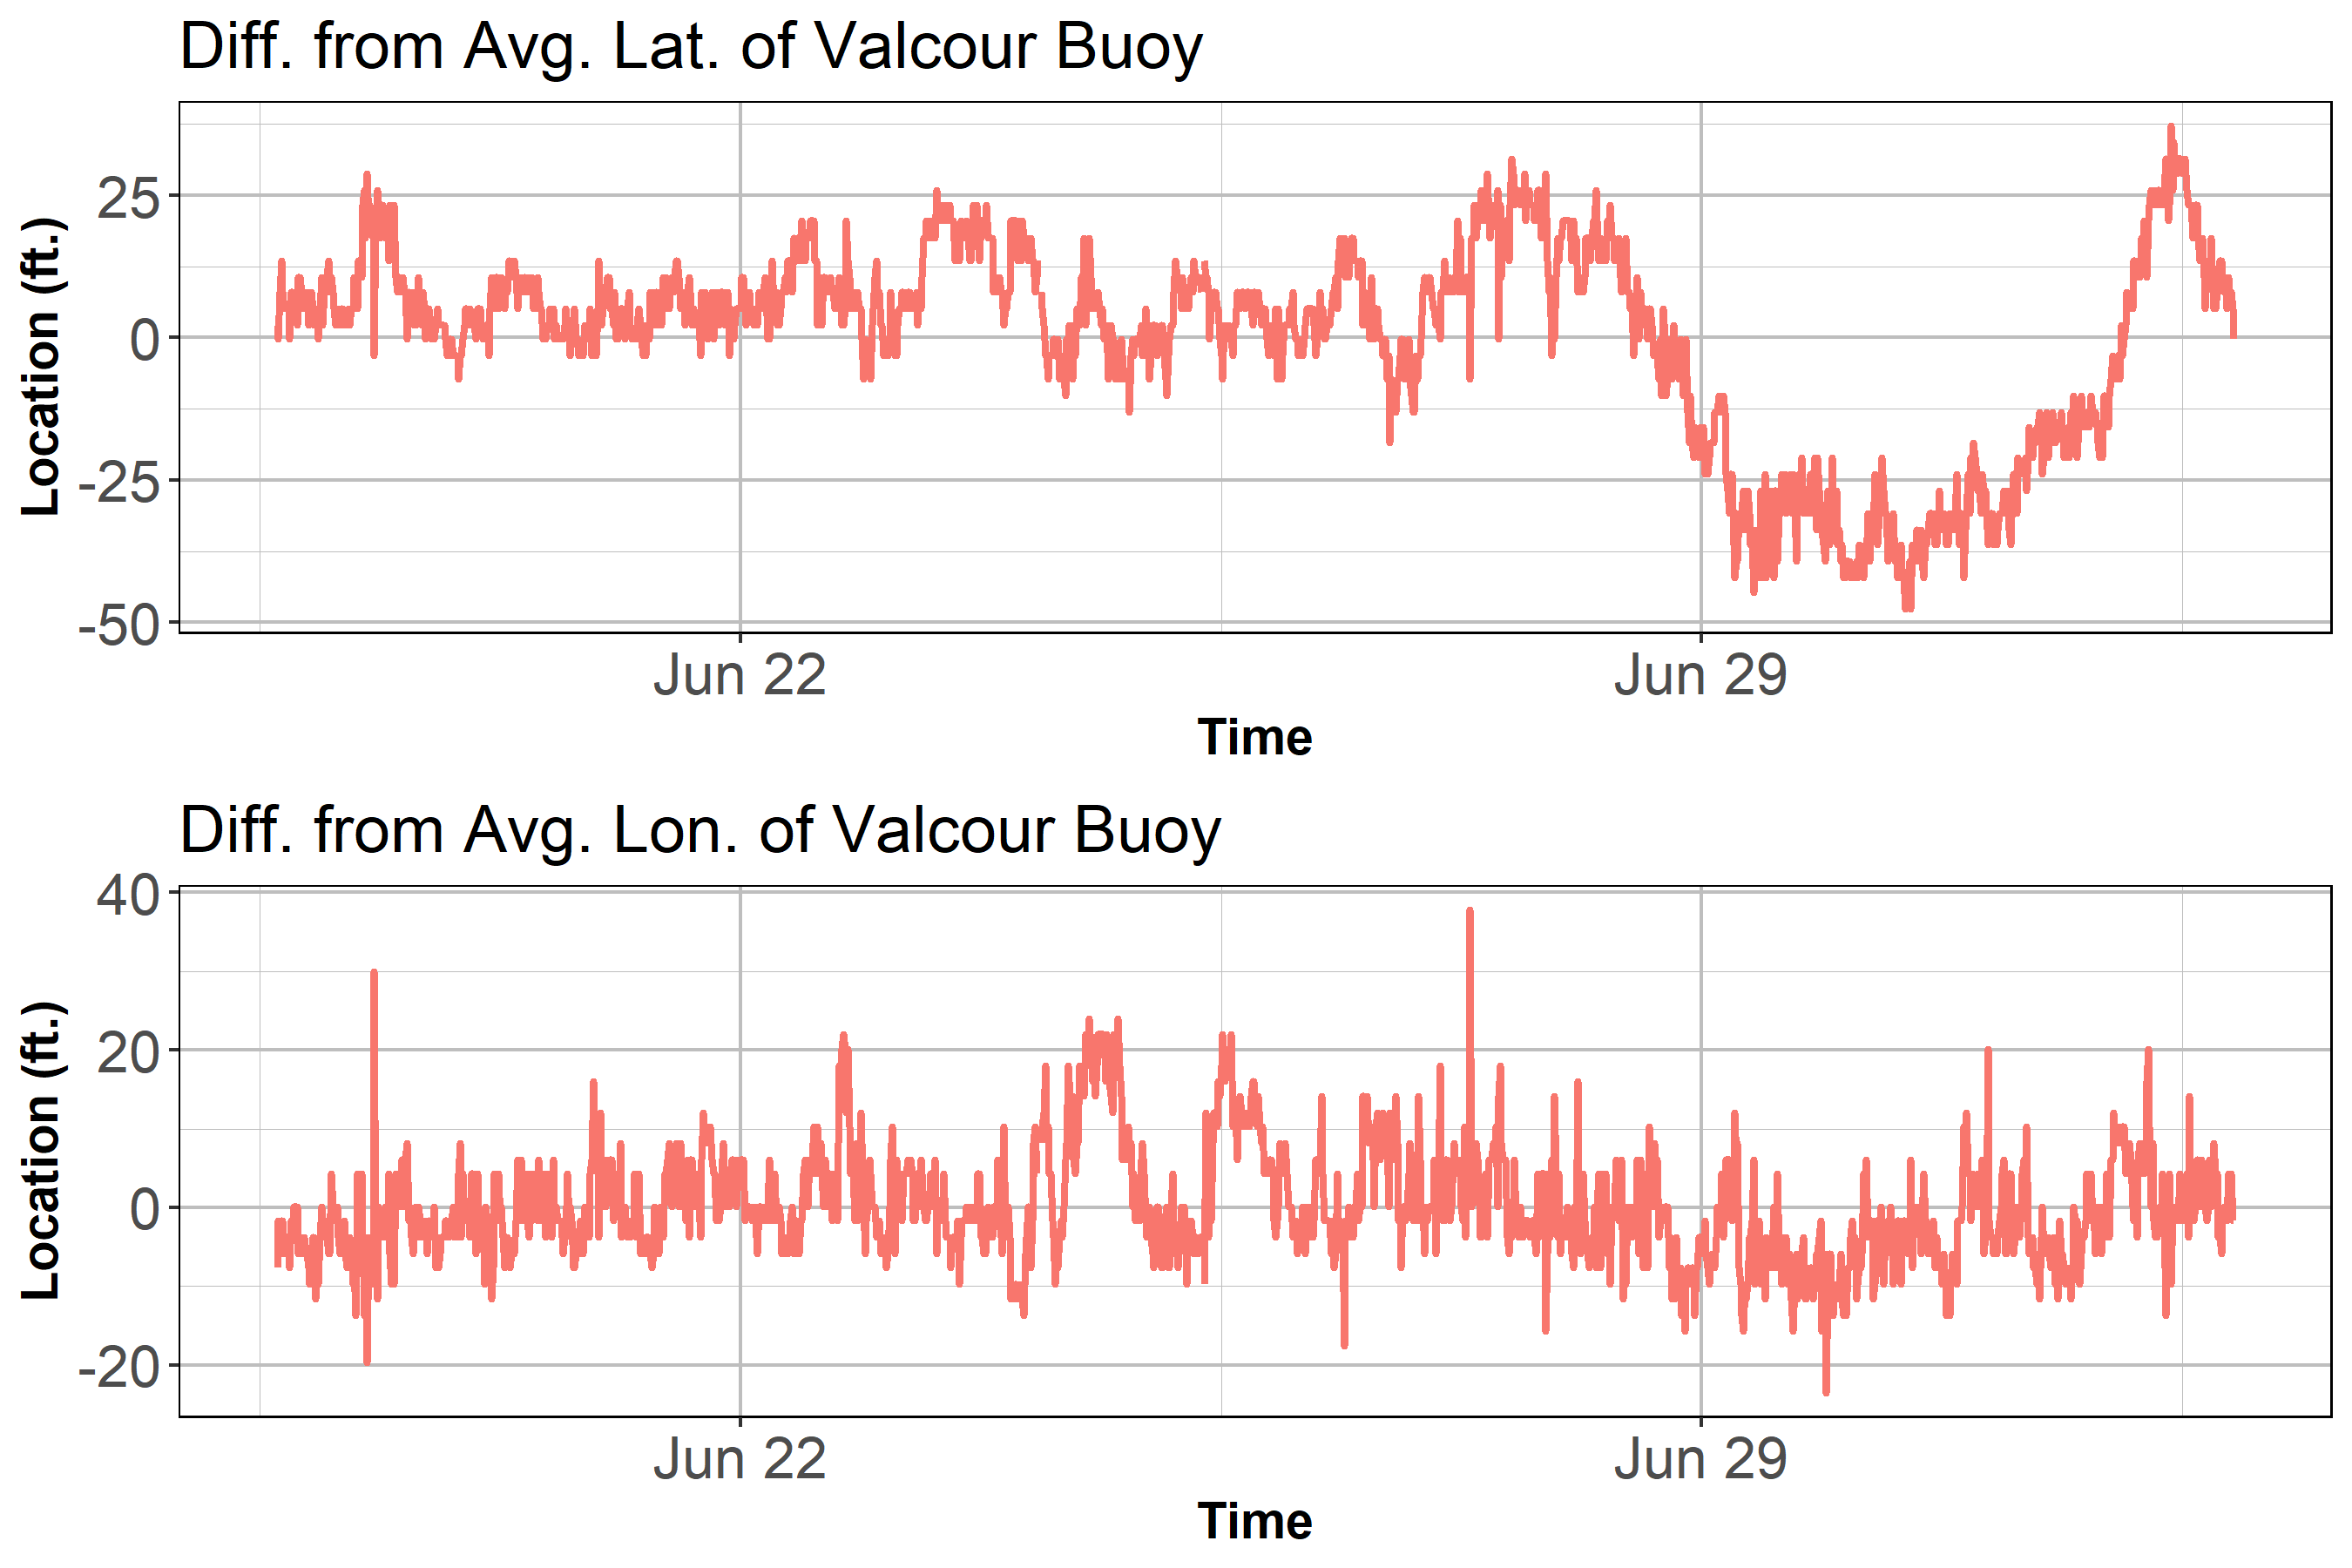 Diff. from Avg. Lat. of Valcour Buoy
Location (ft.)
25
0
-25
-50
Jun 22
Jun 29
Time
Diff. from Avg. Lon. of Valcour Buoy
Location (ft.)
40
20
0
-20
Jun 22
Jun 29
Time